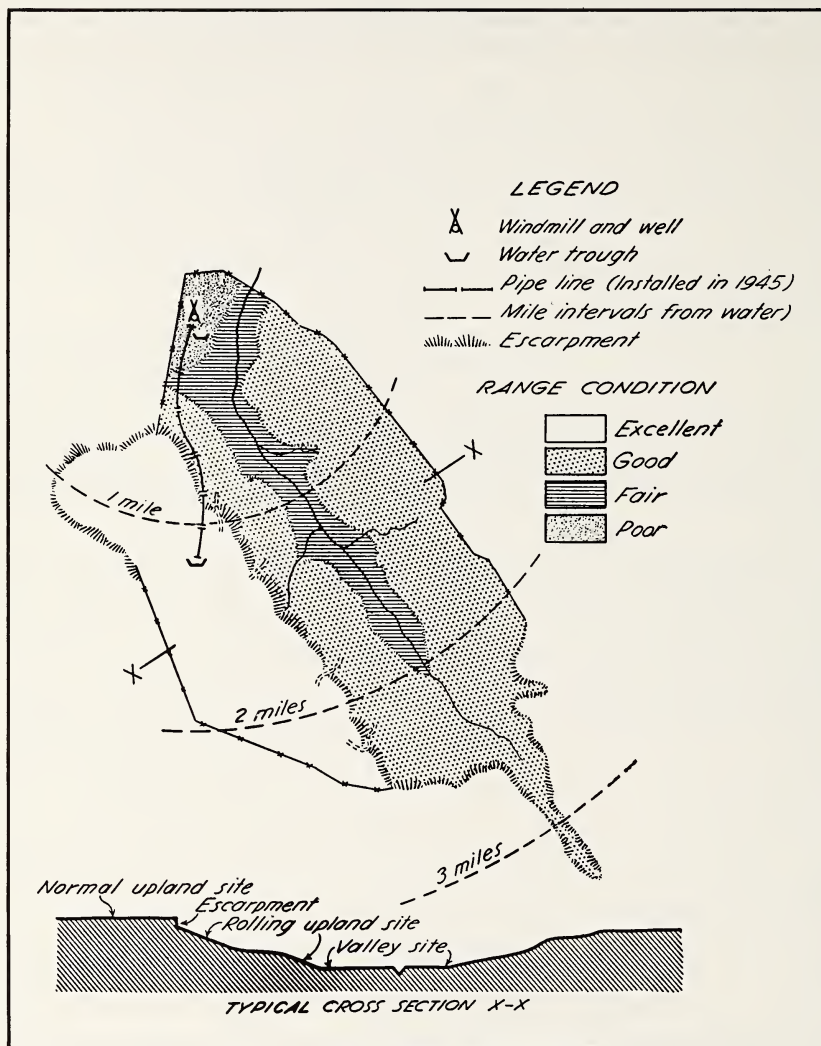 LEGEND
Windmill and well
Water trough
Pipe line (Installed in 1945)
Mile intervals from water)
Escarpment
RANGE CONDITION
Excellent
Good
Fair
Poor
X
1 mile
X
2 miles
3 miles
Normal upland site
Escarpment
Rolling upland site
Valley site
TYPICAL CROSS SECTION X-X